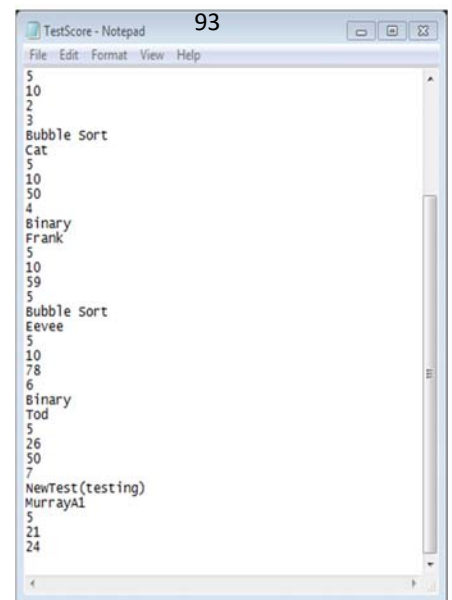 93
TestScore - Notepad
File Edit Format View Help
5
10
2
3
Bubble Sort
Cat
5
10
50
4
Binary
Frank
5
10
59
5
Bubble Sort
Eevee
5
10
78
6
Binary
Tod
5
26
50
7
NewTest(testing)
MurrayA1
5
21
24